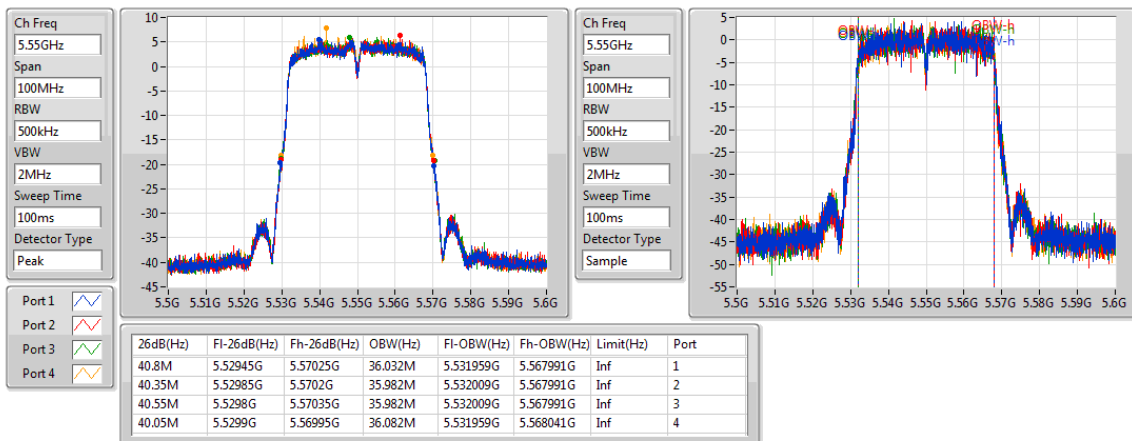 Ch Freq
5.55GHz
Span
100MHz
RBW
500kHz
VBW
2MHz
Sweep Time
100ms
Detector Type
Peak
10
5
0
-5
-10
-15
-20
-25
-30
-35
-40
-45
5.5G 5.51G 5.52G 5.53G 5.54G 5.55G 5.56G 5.57G 5.58G 5.59G 5.6G
Ch Freq
5.55GHz
Span
100MHz
RBW
500kHz
VBW
2MHz
Sweep Time
100ms
Detector Type
Sample
5
0
-5
-10
-15
-20
-25
-30
-35
-40
-45
-50
-55
OBW-h
OBW-h
5.5G 5.51G 5.52G 5.53G 5.54G 5.55G 5.56G 5.57G 5.58G 5.59G 5.6G
Port 1
Port 2
Port 3
Port 4
26dB(Hz) Fl-26dB(Hz) Fh-26dB(Hz) OBW(Hz) Fl-OBW(Hz) Fh-OBW(Hz) Limit(Hz) Port
40.8M 5.52945G 5.57025G 36.032M 5.531959G 5.567991G Inf 1
40.35M 5.52985G 5.5702G 35.982M 5.532009G 5.567991G Inf 2
40.55M 5.5298G 5.57035G 35.982M 5.532009G 5.567991G Inf 3
40.05M 5.5299G 5.56995G 36.082M 5.531959G 5.568041G Inf 4